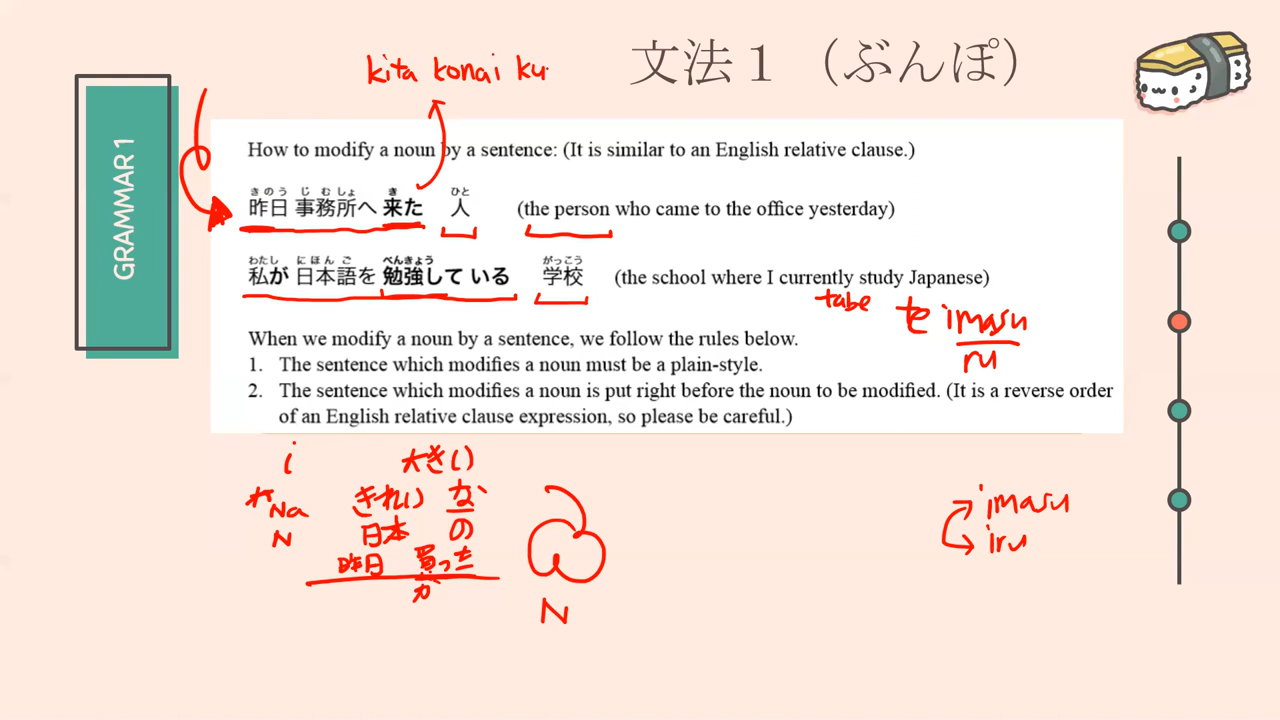 kita konai ku
文法１（ぶんぽ）
GRAMMAR 1
How to modify a noun by a sentence: (It is similar to an English relative clause.)
きのう じむしょ き ひと
昨日 事務所へ 来た 人 (the person who came to the office yesterday)
わたし にほんご べんきょう がっこう
私が 日本語を 勉強して いる 学校 (the school where I currently study Japanese)
tabe て imasu
ru
When we modify a noun by a sentence, we follow the rules below.
1. The sentence which modifies a noun must be a plain-style.
2. The sentence which modifies a noun is put right before the noun to be modified. (It is a reverse order
of an English relative clause expression, so please be careful.)
i 大きい
Na きれい な
N 日本 の
昨日 買った
か
N
imasu
iru